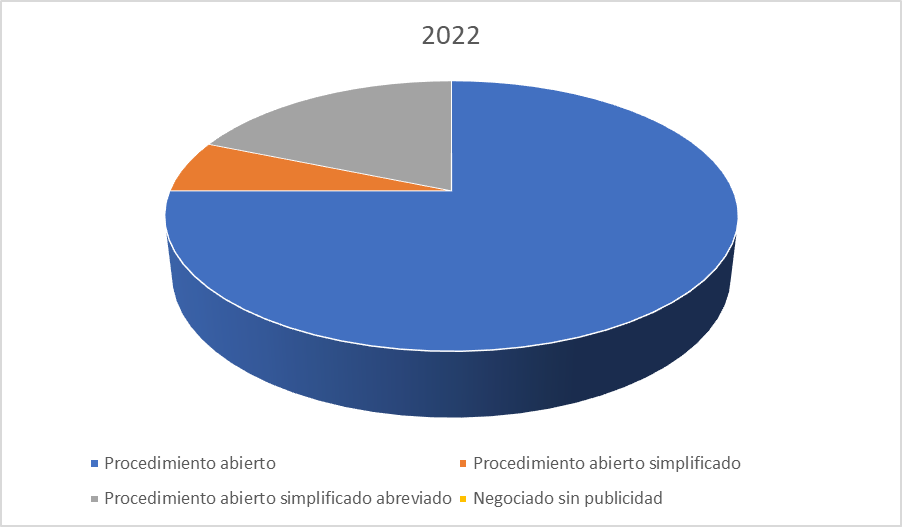 2022
Procedimiento abierto
Procedimiento abierto simplificado
Procedimiento abierto simplificado abreviado
Negociado sin publicidad